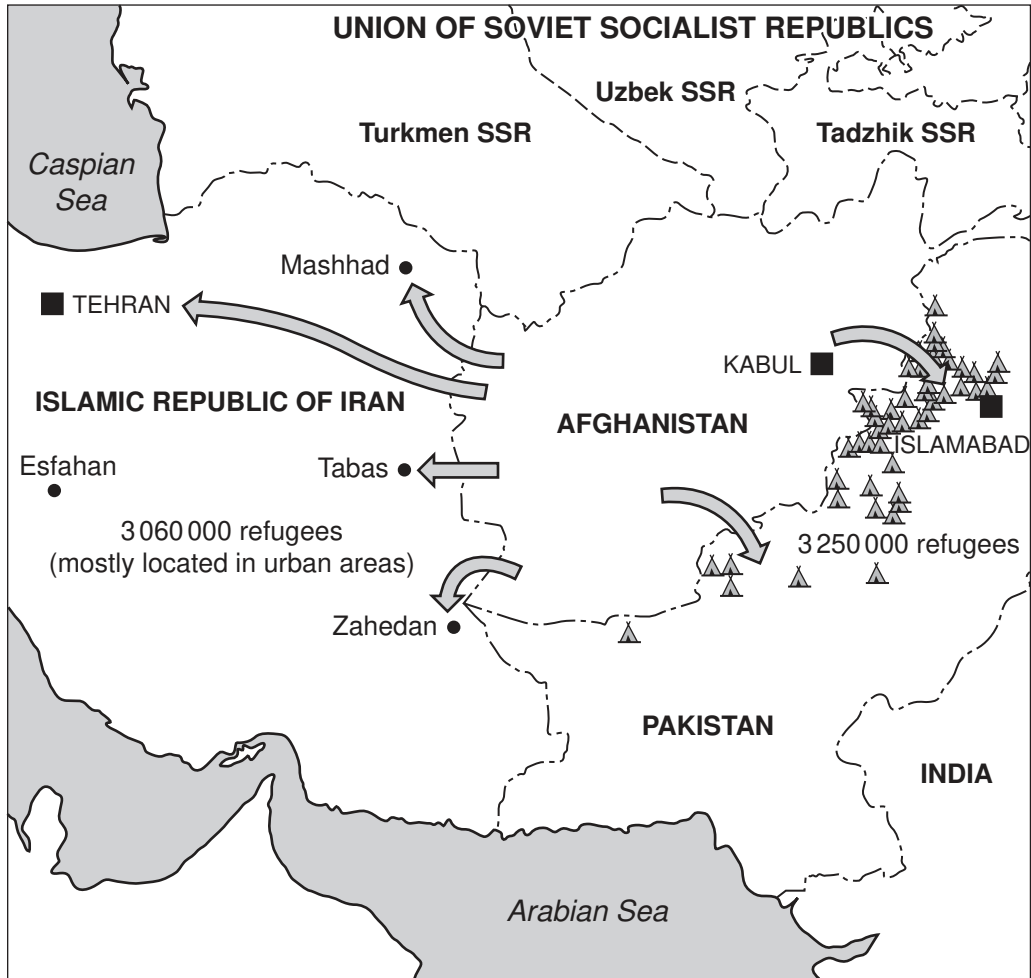 UNION OF SOVIET SOCIALIST REPUBLICS
Uzbek SSR
Turkmen SSR
Tadzhik SSR
Caspian
Sea
Mashhad
TEHRAN
KABUL
ISLAMIC REPUBLIC OF IRAN
AFGHANISTAN
ISLAMABAD
Esfahan
Tabas
3 060 000 refugees
(mostly located in urban areas)
3 250 000 refugees
Zahedan
PAKISTAN
INDIA
Arabian Sea